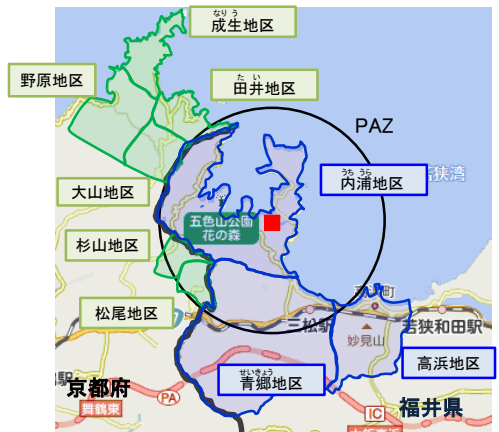 なりう
成生地区
野原地区
たい
田井地区
PAZ
大山地区
うちうら
内浦地区
狭湾
五色山公園
花の森
杉山地区
松尾地区
三松駅
若狭和田駅
妙見山
高浜地区
せいきょう
青郷地区
京都府
舞鶴東
PA
IC
福井県